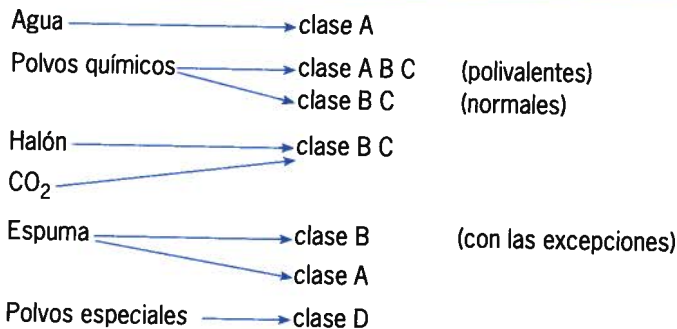 Agua clase A
Polvos químicos clase A B C (polivalentes)
clase B C (normales)
Halón clase B C
CO₂
Espuma clase B (con las excepciones)
clase A
Polvos especiales clase D